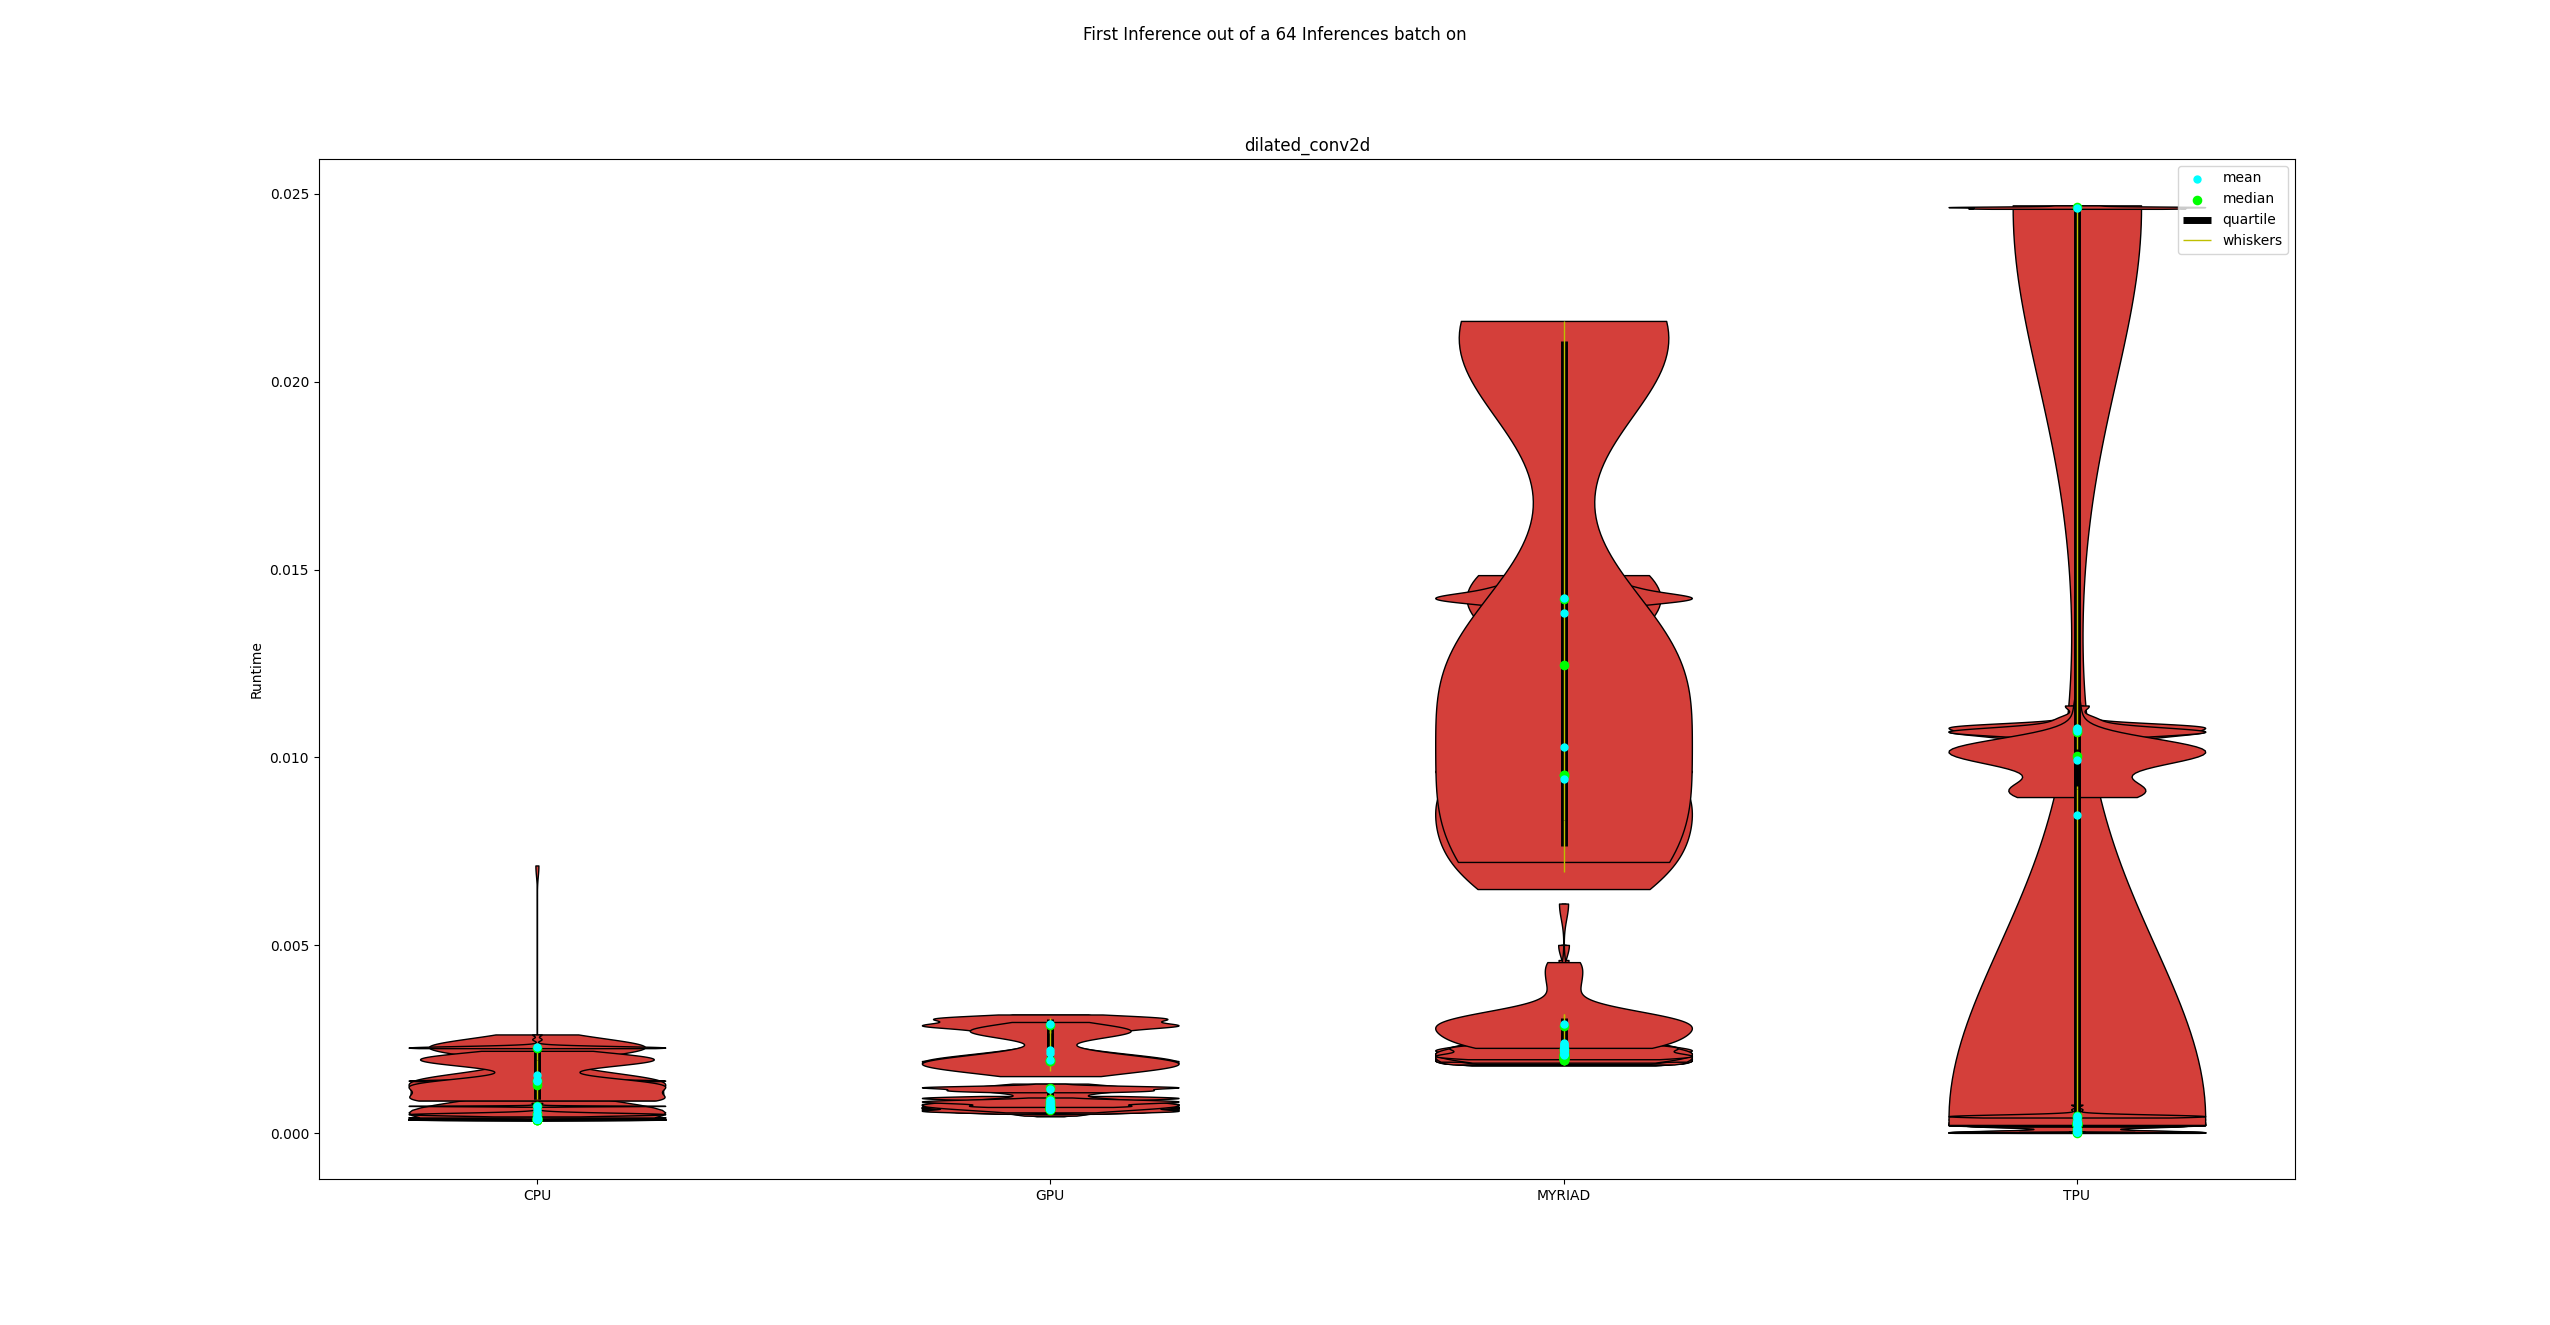 First Inference out of a 64 Inferences batch on
dilated_conv2d
mean
median
quartile
whiskers
0.025
0.020
0.015
0.010
0.005
0.000
Runtime
CPU GPU MYRIAD TPU